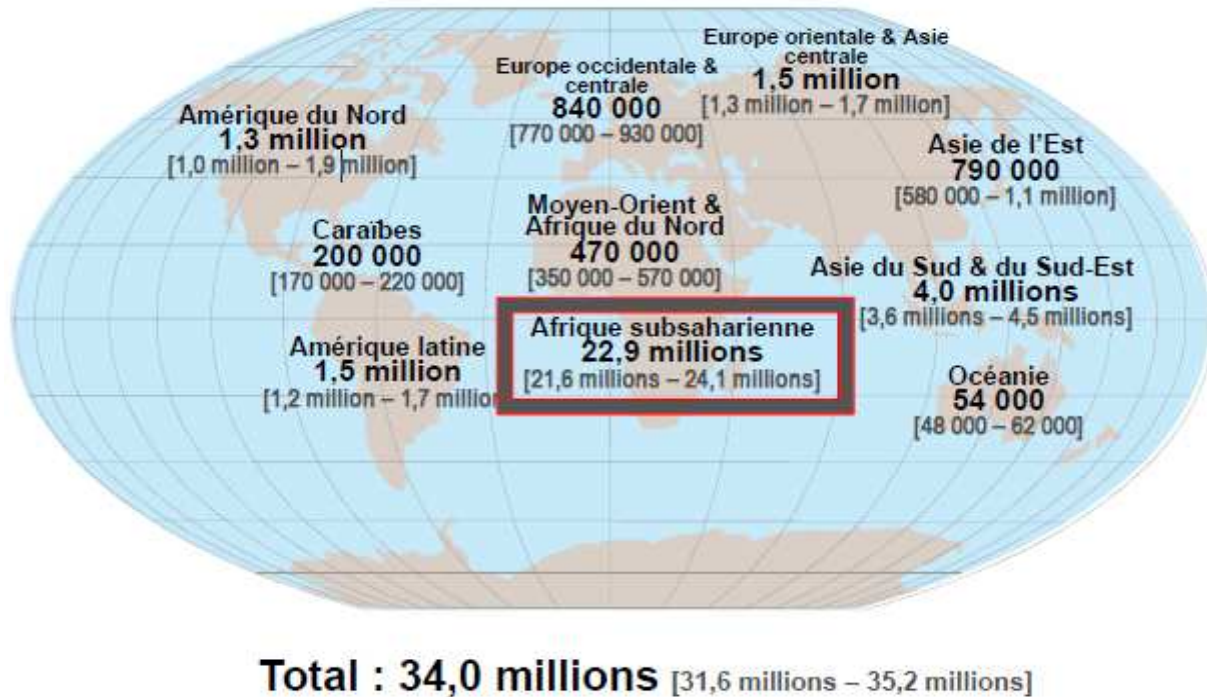 Europe orientale & Asie
centrale
1,5 million
[1,3 million – 1,7 million]
Europe occidentale &
centrale
840 000
[770 000 – 930 000]
Amérique du Nord
1,3 million
[1,0 million – 1,9 million]
Asie de l'Est
790 000
[580 000 – 1,1 million]
Moyen-Orient &
Afrique du Nord
470 000
[350 000 – 570 000]
Caraïbes
200 000
[170 000 – 220 000]
Asie du Sud & du Sud-Est
4,0 millions
[3,6 millions – 4,5 millions]
Afrique subsaharienne
22,9 millions
[21,6 millions – 24,1 millions]
Amérique latine
1,5 million
[1,2 million – 1,7 million
Océanie
54 000
[48 000 – 62 000]
Total : 34,0 millions [31,6 millions – 35,2 millions]